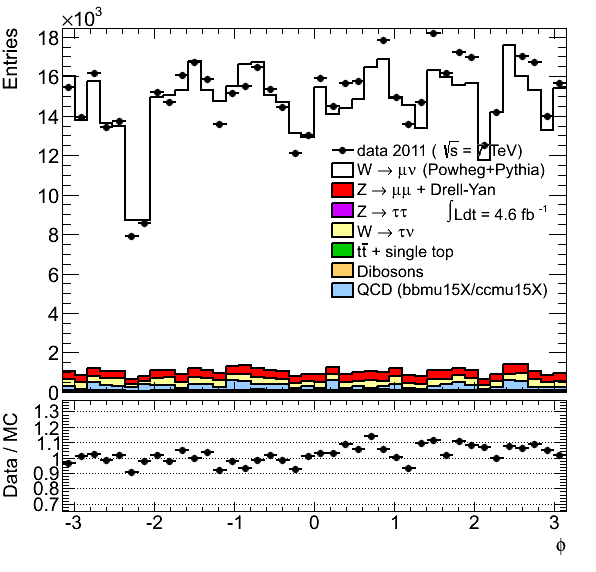 ×10³
Entries
18
16
14
12
10
8
6
4
2
0
data 2011 ( √s = 7 TeV)
W → μν (Powheg+Pythia)
Z → μμ + Drell-Yan
Z → ττ
∫Ldt = 4.6 fb⁻¹
W → τν
tt̅ + single top
Dibosons
QCD (bbmu15X/ccmu15X)
Data / MC
1.3
1.2
1.1
1
0.9
0.8
0.7
-3 -2 -1 0 1 2 3
ϕ